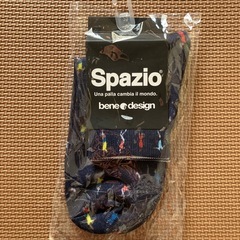 Spazio
Una palla cambia il mondo.
bene design